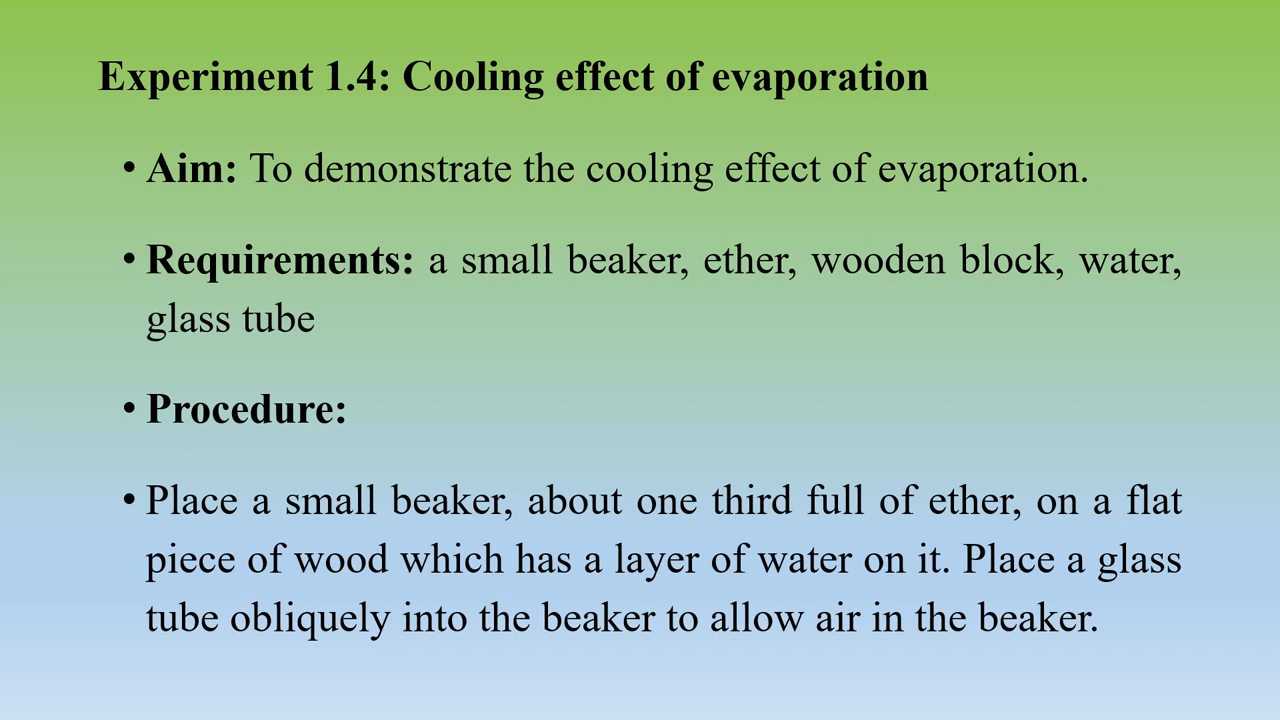 Experiment 1.4: Cooling effect of evaporation
• Aim: To demonstrate the cooling effect of evaporation.
• Requirements: a small beaker, ether, wooden block, water,
glass tube
• Procedure:
• Place a small beaker, about one third full of ether, on a flat
piece of wood which has a layer of water on it. Place a glass
tube obliquely into the beaker to allow air in the beaker.